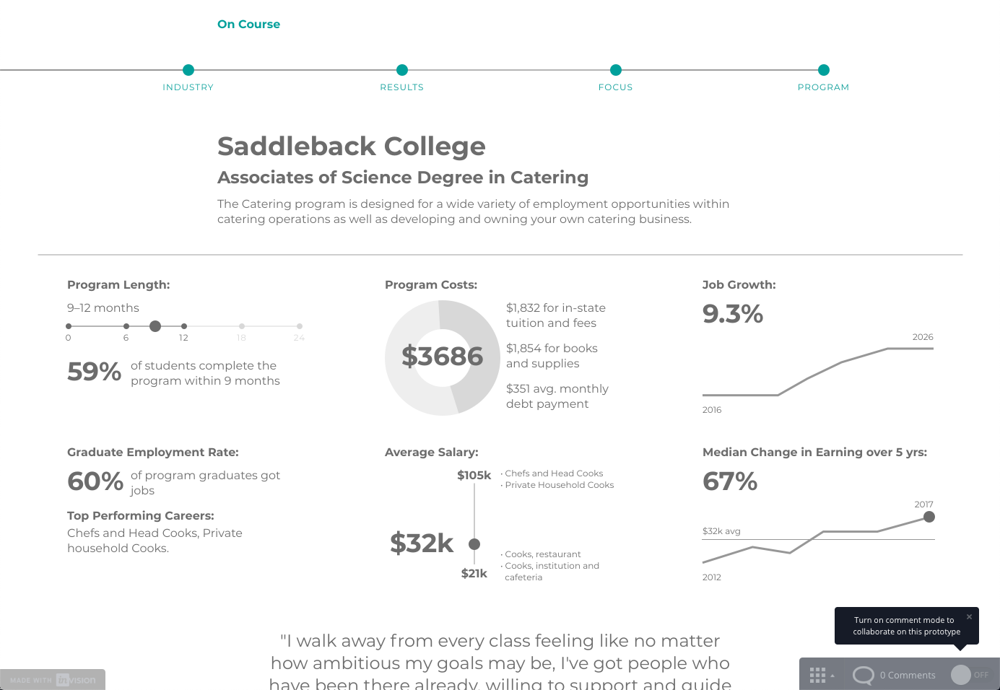 On Course
INDUSTRY
RESULTS
FOCUS
PROGRAM
Saddleback College
Associates of Science Degree in Catering
The Catering program is designed for a wide variety of employment opportunities within
catering operations as well as developing and owning your own catering business.
Program Length:
9–12 months
0
6
12
18
24
59%
of students complete the
program within 9 months
Program Costs:
$3686
$1,832 for in-state
tuition and fees
$1,854 for books
and supplies
$351 avg. monthly
debt payment
Job Growth:
9.3%
2026
2016
Graduate Employment Rate:
60%
of program graduates got
jobs
Top Performing Careers:
Chefs and Head Cooks, Private
household Cooks.
Average Salary:
$105k
· Chefs and Head Cooks
· Private Household Cooks
$32k
· Cooks, restaurant
· Cooks, institution and
cafeteria
$21k
Median Change in Earning over 5 yrs:
67%
2017
$32k avg
2012
"I walk away from every class feeling like no matter
how ambitious my goals may be, I've got people who
have been there already, willing to support and guide
Turn on comment mode to
collaborate on this prototype
×
MADE WITH inVISION
0 Comments
OFF